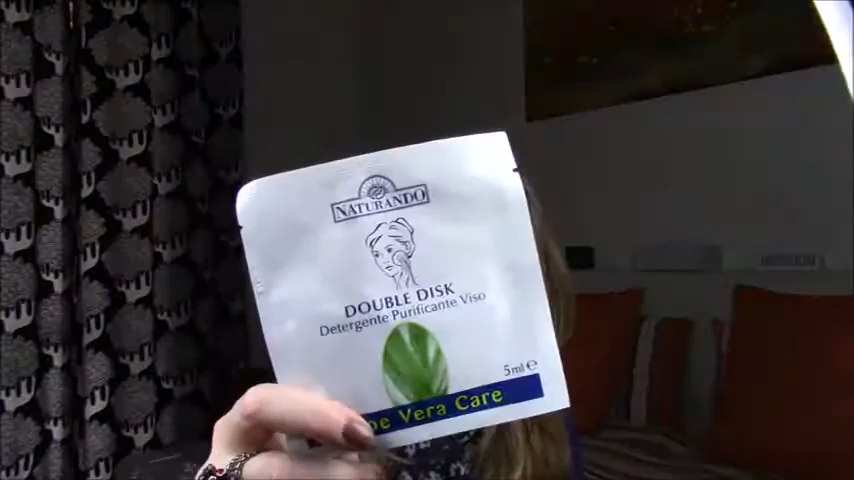 NATURANDO
DOUBLE DISK
Detergente Purificante Viso
5ml ℮
Vera Care